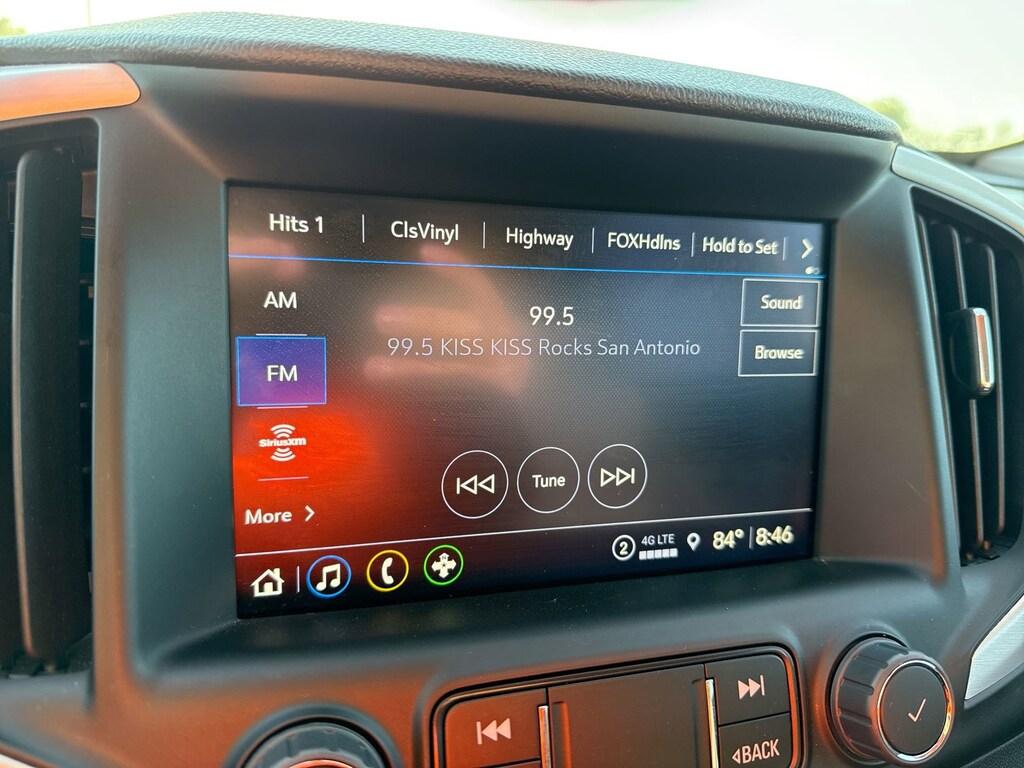 Hits 1 ClsVinyl Highway FOXHdlns Hold to Set
AM
FM
SiriusXM
More
99.5
99.5 KISS KISS Rocks San Antonio
Sound
Browse
Tune
2 4G LTE 84° 8:46
BACK